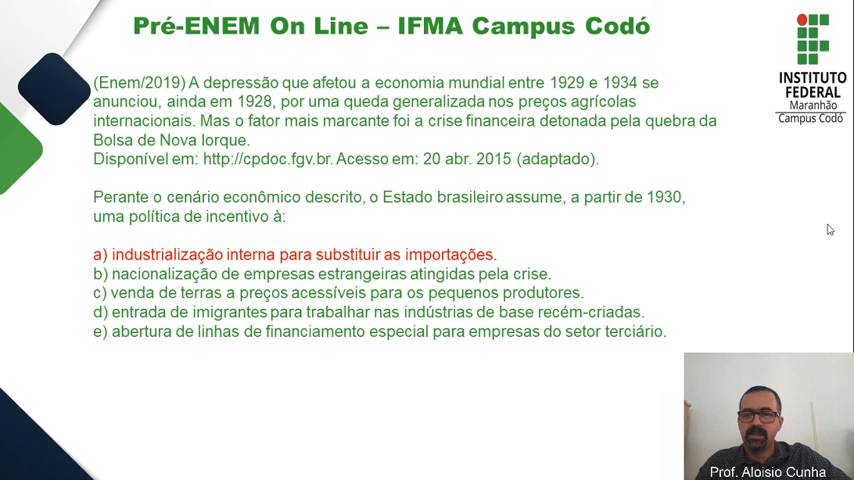 Pré-ENEM On Line – IFMA Campus Codó
INSTITUTO
FEDERAL
Maranhão
Campus Codó
(Enem/2019) A depressão que afetou a economia mundial entre 1929 e 1934 se
anunciou, ainda em 1928, por uma queda generalizada nos preços agrícolas
internacionais. Mas o fator mais marcante foi a crise financeira detonada pela quebra da
Bolsa de Nova Iorque.
Disponível em: http://cpdoc.fgv.br. Acesso em: 20 abr. 2015 (adaptado).
Perante o cenário econômico descrito, o Estado brasileiro assume, a partir de 1930,
uma política de incentivo à:
a) industrialização interna para substituir as importações.
b) nacionalização de empresas estrangeiras atingidas pela crise.
c) venda de terras a preços acessíveis para os pequenos produtores.
d) entrada de imigrantes para trabalhar nas indústrias de base recém-criadas.
e) abertura de linhas de financiamento especial para empresas do setor terciário.
Prof. Aloisio Cunha